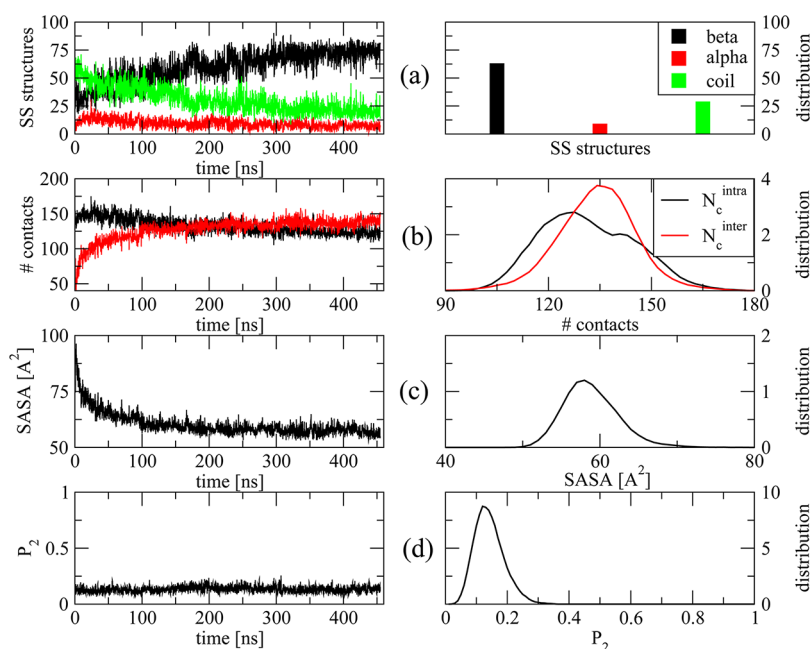 100
75
50
25
0
SS structures
0 100 200 300 400
time [ns]
(a)
beta
alpha
coil
SS structures
100
75
50
25
0
distribution
200
150
100
50
# contacts
0 100 200 300 400
time [ns]
(b)
N_c^intra
N_c^inter
90 120 150 180
# contacts
4
2
0
distribution
100
75
50
SASA [A^2]
0 100 200 300 400
time [ns]
(c)
40 60 80
SASA [A^2]
2
1
0
distribution
1
0.5
0
P_2
0 100 200 300 400
time [ns]
(d)
0 0.2 0.4 0.6 0.8 1
P_2
10
5
0
distribution